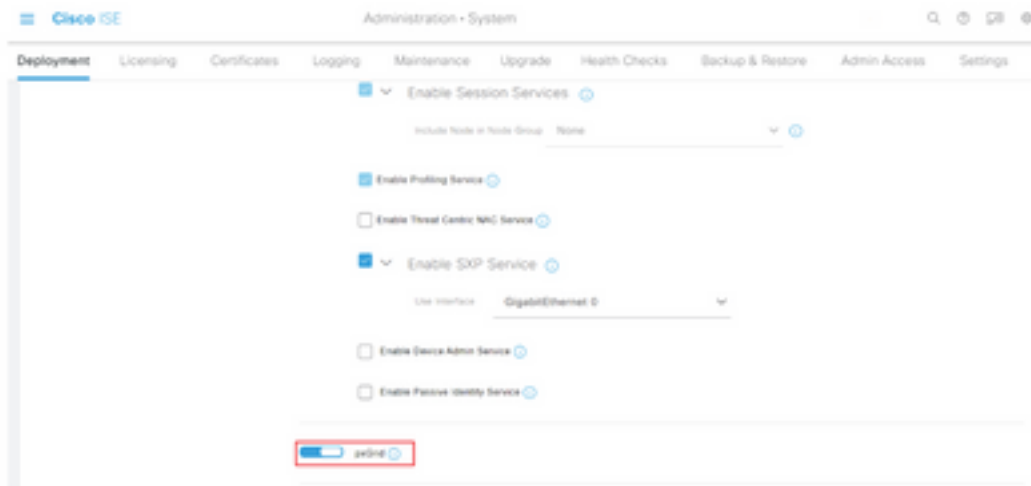 Cisco ISE
Administration • System
Deployment
Licensing
Certificates
Logging
Maintenance
Upgrade
Health Checks
Backup & Restore
Admin Access
Settings
Enable Session Services
Include Node in Node Group
None
Enable Profiling Service
Enable Threat Centric NAC Service
Enable SXP Service
Use Interface
GigabitEthernet 0
Enable Device Admin Service
Enable Passive Identity Service
pxGrid